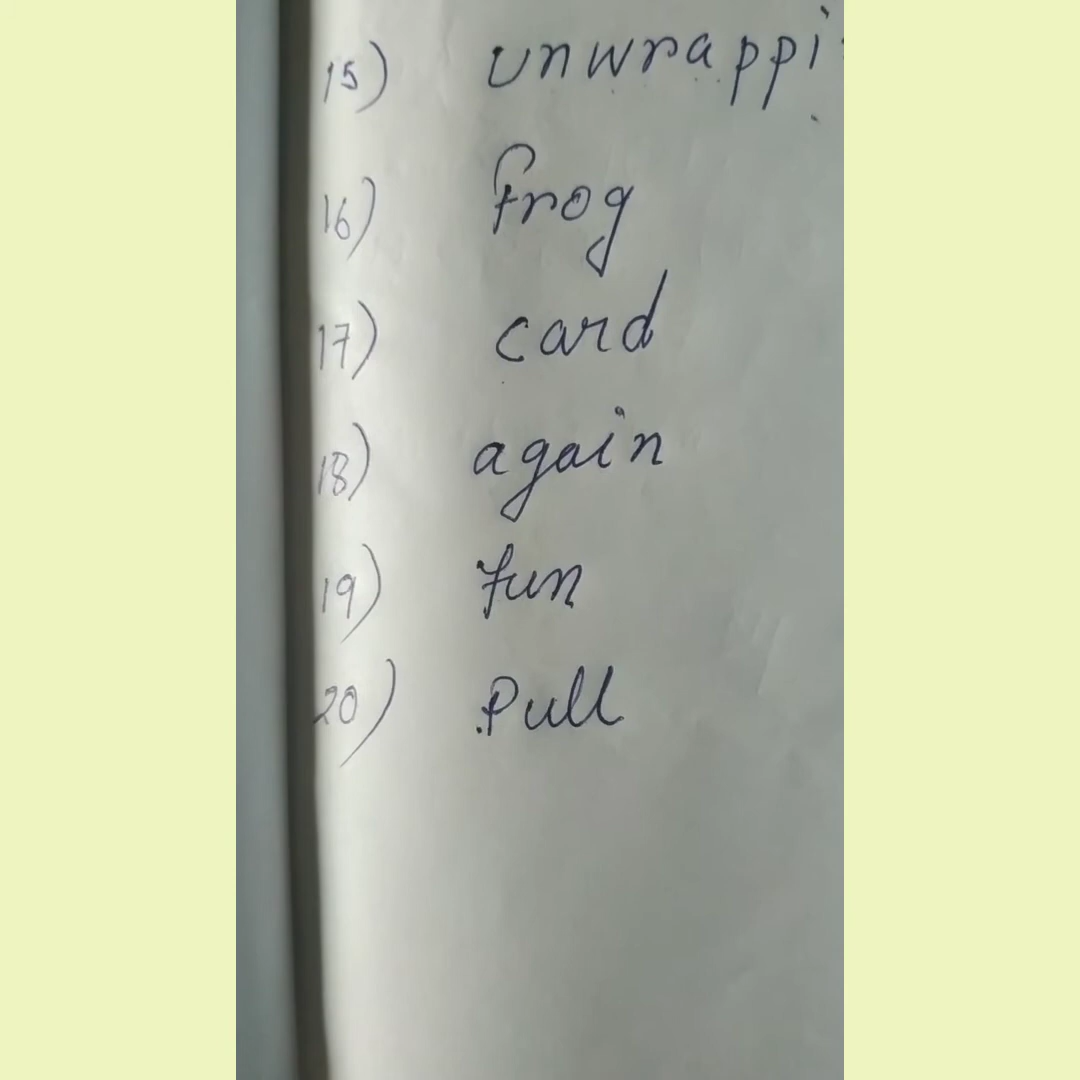 15) unwrappi
16) frog
17) card
18) again
19) fun
20) Pull